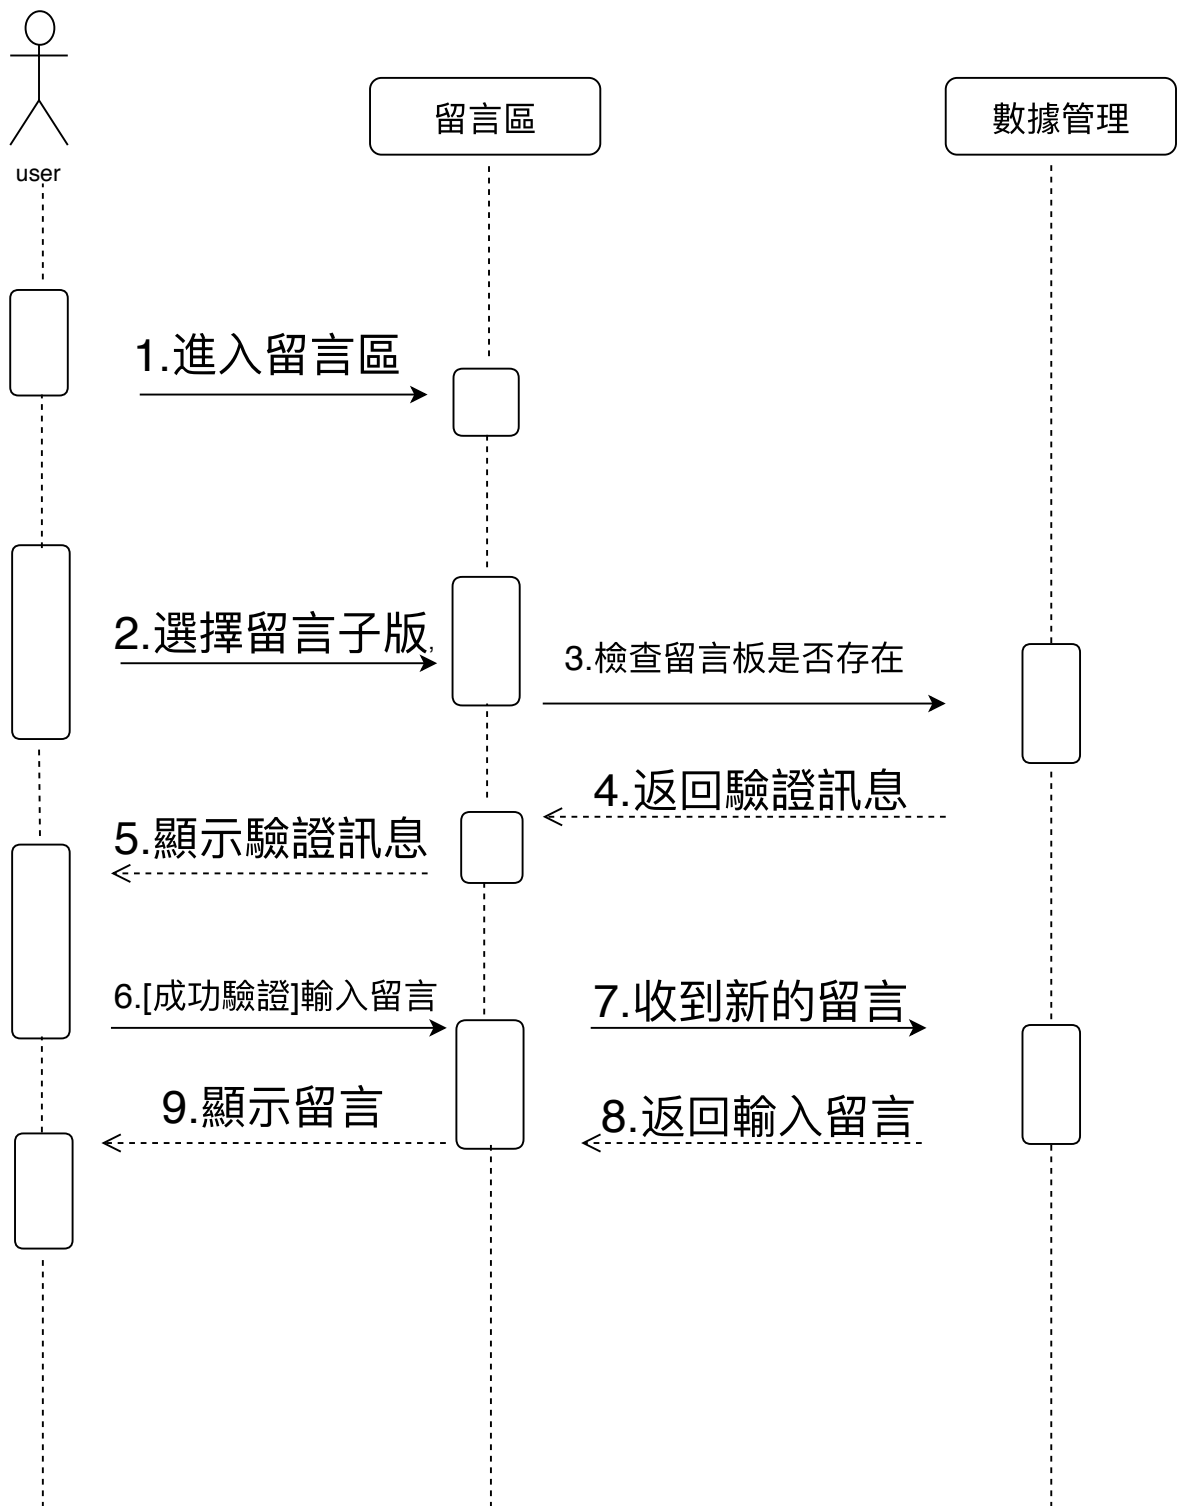 user
留言區
數據管理
1.進入留言區
2.選擇留言子版,
3.檢查留言板是否存在
4.返回驗證訊息
5.顯示驗證訊息
6.[成功驗證]輸入留言
7.收到新的留言
8.返回輸入留言
9.顯示留言